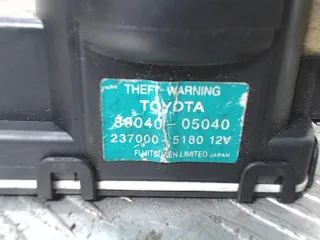 THEFT WARNING
TOYOTA
89040-05040
237000-5180 12V
FUJITSU TEN LIMITED JAPAN